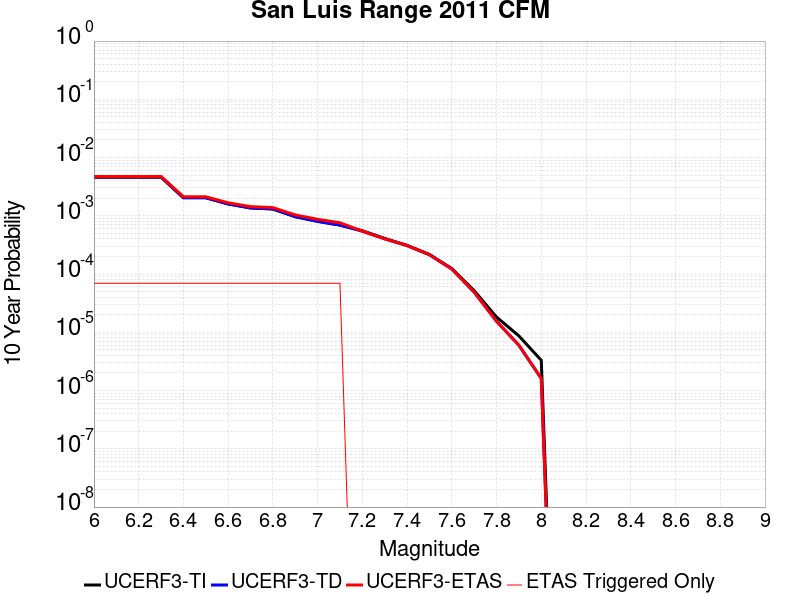 San Luis Range 2011 CFM
10 0
10 -1
10 -2
10 -3
10 -4
10 -5
10 -6
10 -7
10 -8
10 Year Probability
6 6.2 6.4 6.6 6.8 7 7.2 7.4 7.6 7.8 8 8.2 8.4 8.6 8.8 9
Magnitude
UCERF3-TI UCERF3-TD UCERF3-ETAS ETAS Triggered Only